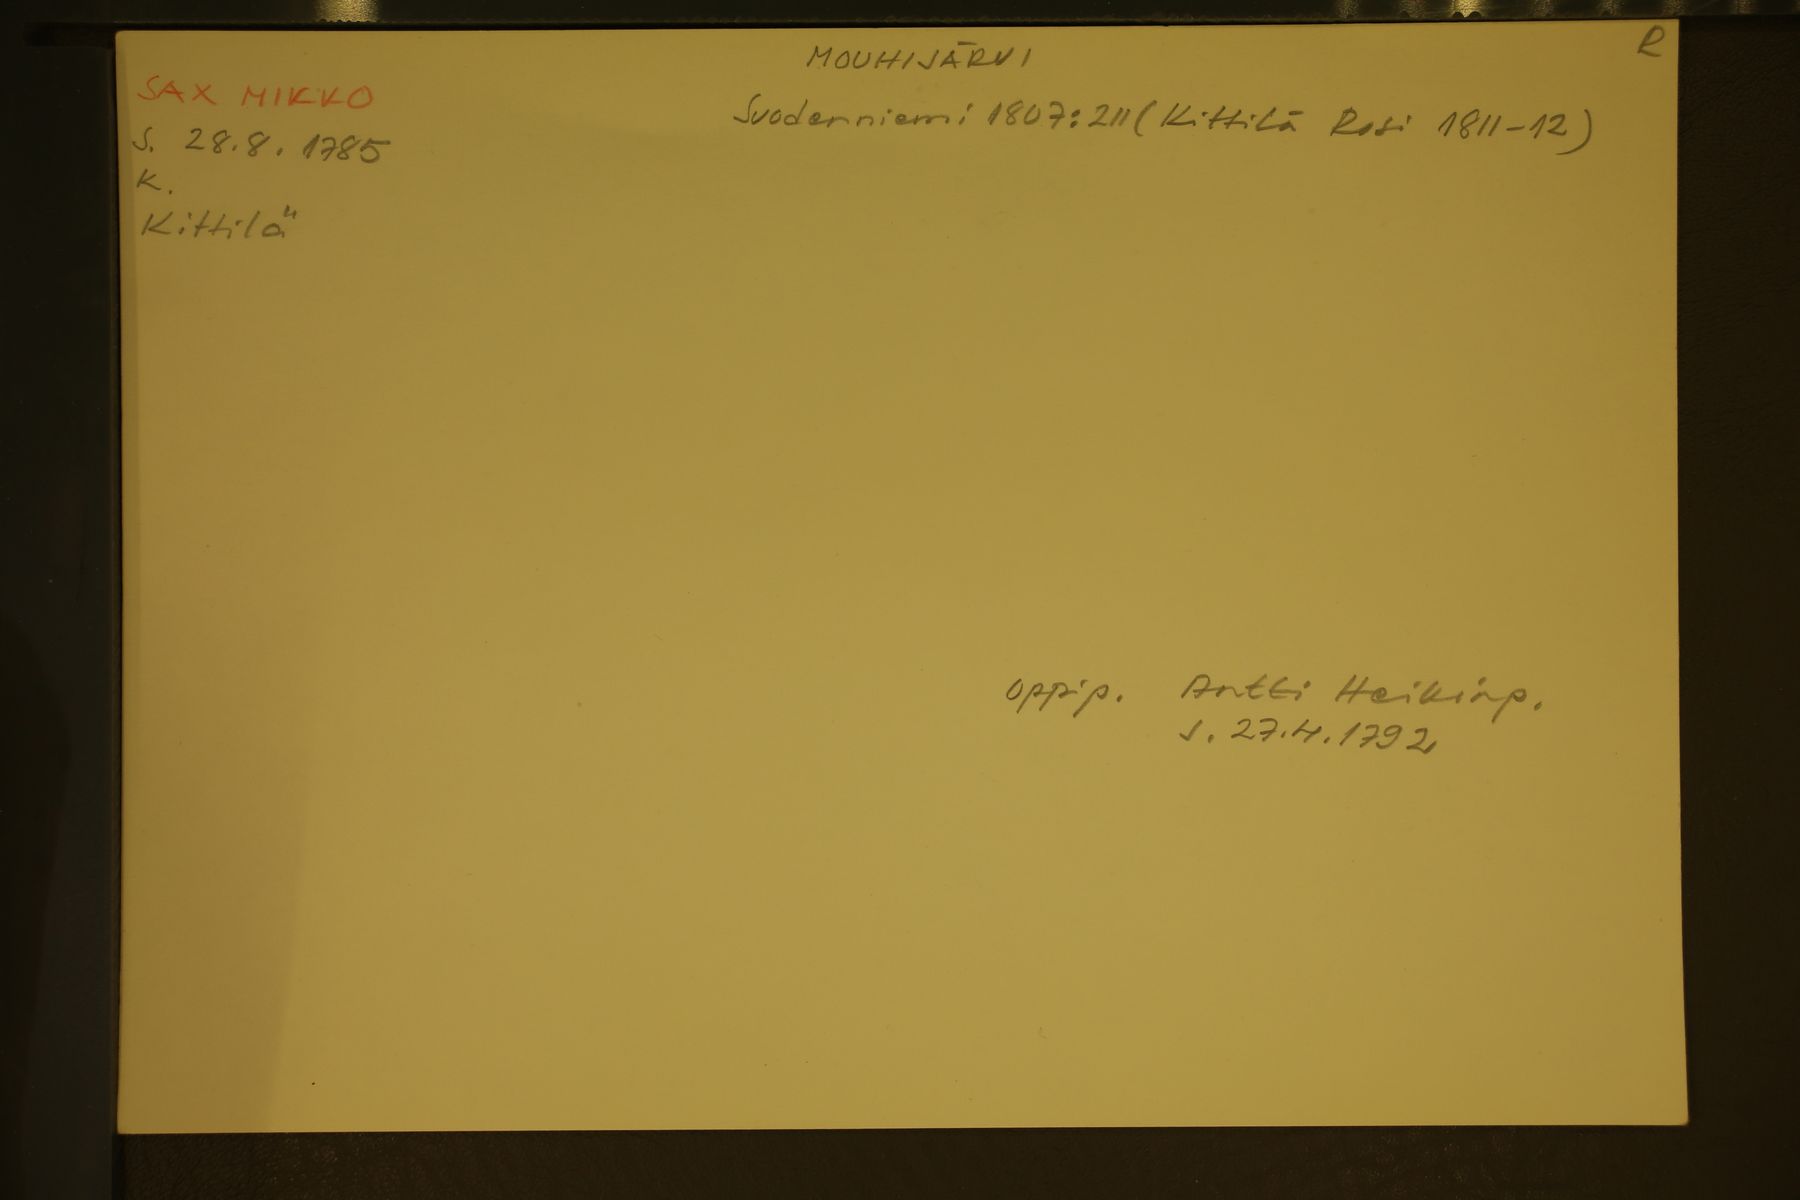 MOUHIJÄRVI
R
SAX MIKKO
Suodenniemi 1807:211 (Kittilä Rosi 1811-12)
s. 28.8. 1785
k.
Kittilä
oppip. Antti Heikinp.
s. 27.4.1792